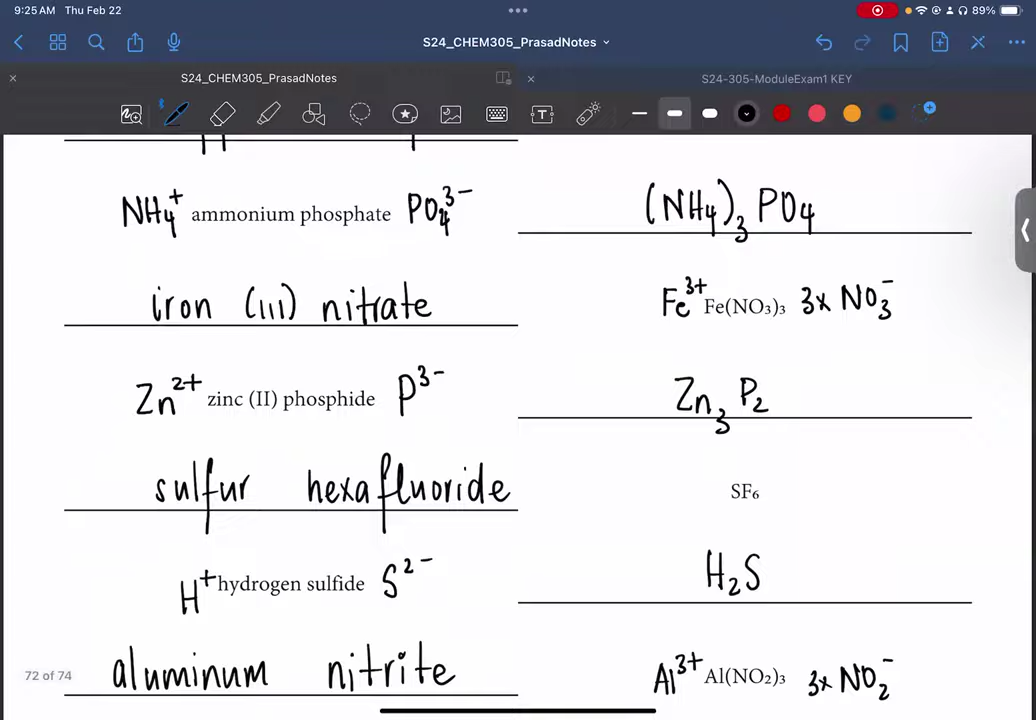 9:25 AM Thu Feb 22 89%
S24_CHEM305_PrasadNotes
S24_CHEM305_PrasadNotes S24-305-ModuleExam1 KEY
NH₄⁺ ammonium phosphate PO₄³⁻ (NH₄)₃ PO₄
iron (III) nitrate Fe³⁺ Fe(NO₃)₃ 3x NO₃⁻
Zn²⁺ zinc (II) phosphide P³⁻ Zn₃ P₂
sulfur hexafluoride SF₆
H⁺ hydrogen sulfide S²⁻ H₂S
aluminum nitrite Al³⁺ Al(NO₂)₃ 3x NO₂⁻
72 of 74